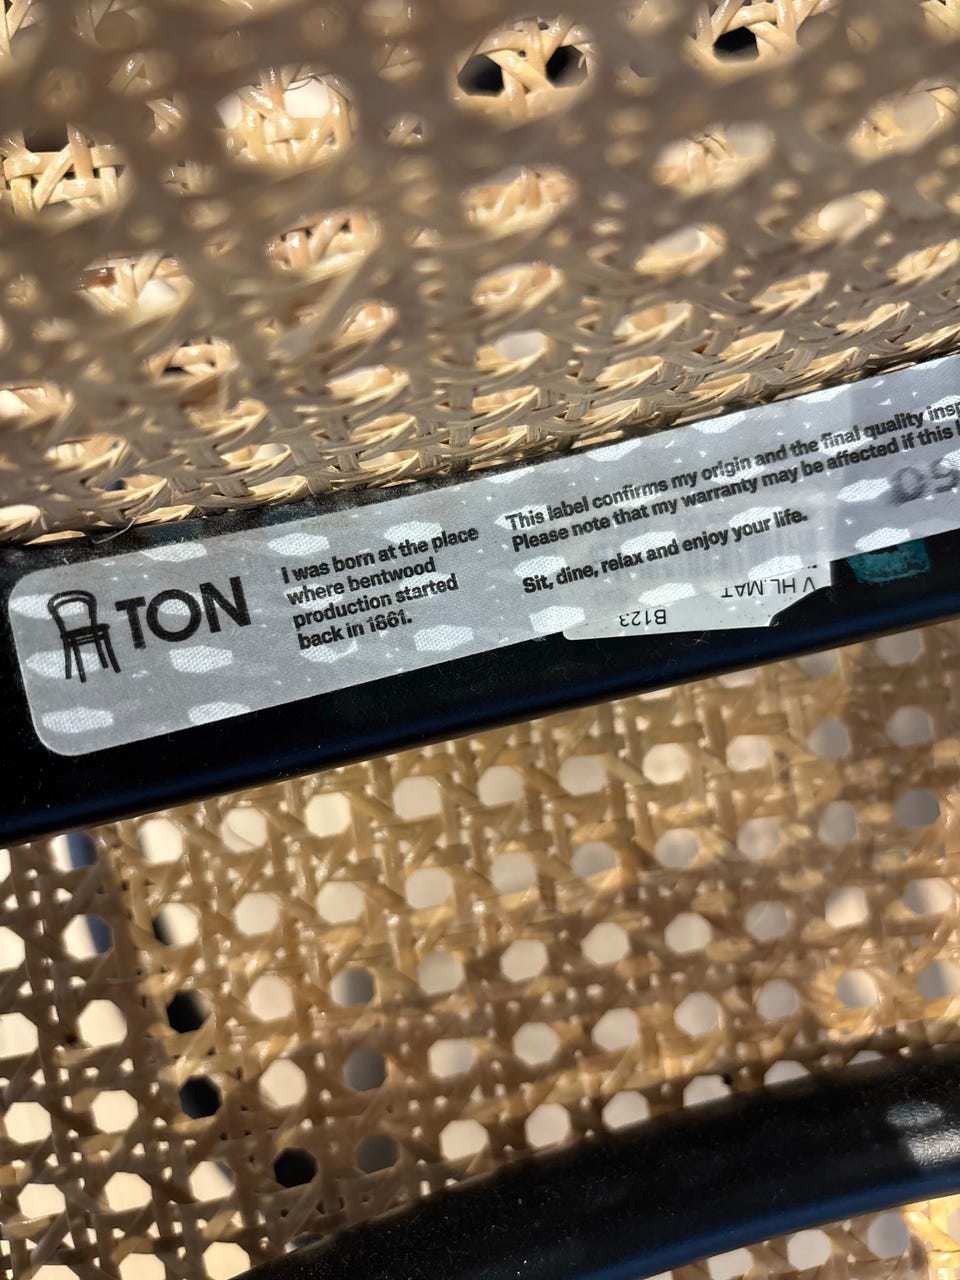 TON
I was born at the place
where bentwood
production started
back in 1861.
This label confirms my origin and the final quality insp
Please note that my warranty may be affected if this
Sit, dine, relax and enjoy your life.
V HL.MAT
B123